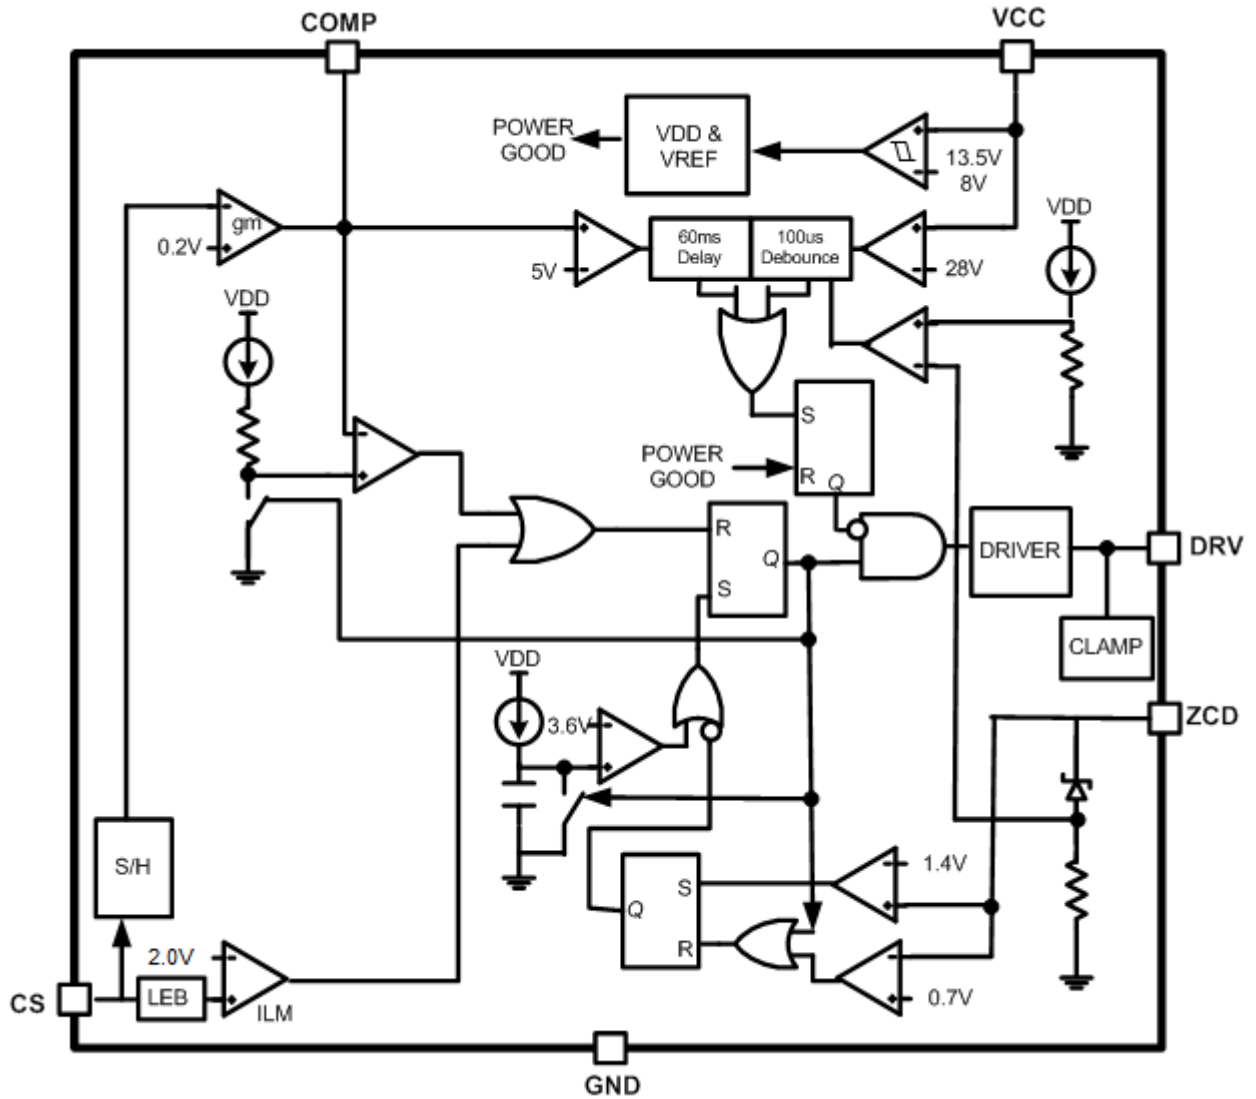 COMP
VCC
POWER
GOOD
VDD &
VREF
13.5V
8V
VDD
gm
0.2V
60ms
Delay
100us
Debounce
5V
28V
VDD
S
POWER
GOOD
R
Q
R
Q
S
DRIVER
DRV
CLAMP
VDD
3.6V
ZCD
S/H
1.4V
S
Q
R
2.0V
LEB
ILM
0.7V
CS
GND